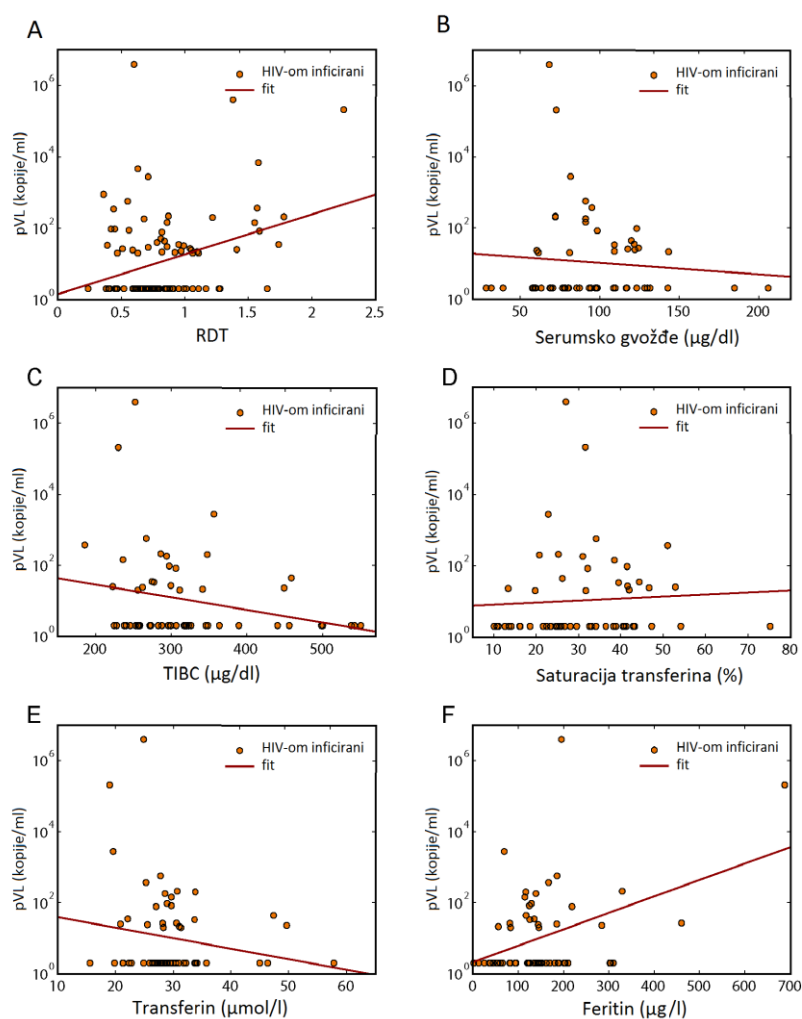 A
pVL (kopije/ml)
10⁶
10⁴
10²
10⁰
HIV-om inficirani
fit
0 0.5 1 1.5 2 2.5
RDT
B
pVL (kopije/ml)
10⁶
10⁴
10²
10⁰
HIV-om inficirani
fit
50 100 150 200
Serumsko gvožđe (µg/dl)
C
pVL (kopije/ml)
10⁶
10⁴
10²
10⁰
HIV-om inficirani
fit
200 300 400 500
TIBC (µg/dl)
D
pVL (kopije/ml)
10⁶
10⁴
10²
10⁰
HIV-om inficirani
fit
0 10 20 30 40 50 60 70 80
Saturacija transferina (%)
E
pVL (kopije/ml)
10⁶
10⁴
10²
10⁰
HIV-om inficirani
fit
10 20 30 40 50 60
Transferin (µmol/l)
F
pVL (kopije/ml)
10⁶
10⁴
10²
10⁰
HIV-om inficirani
fit
0 100 200 300 400 500 600 700
Feritin (µg/l)